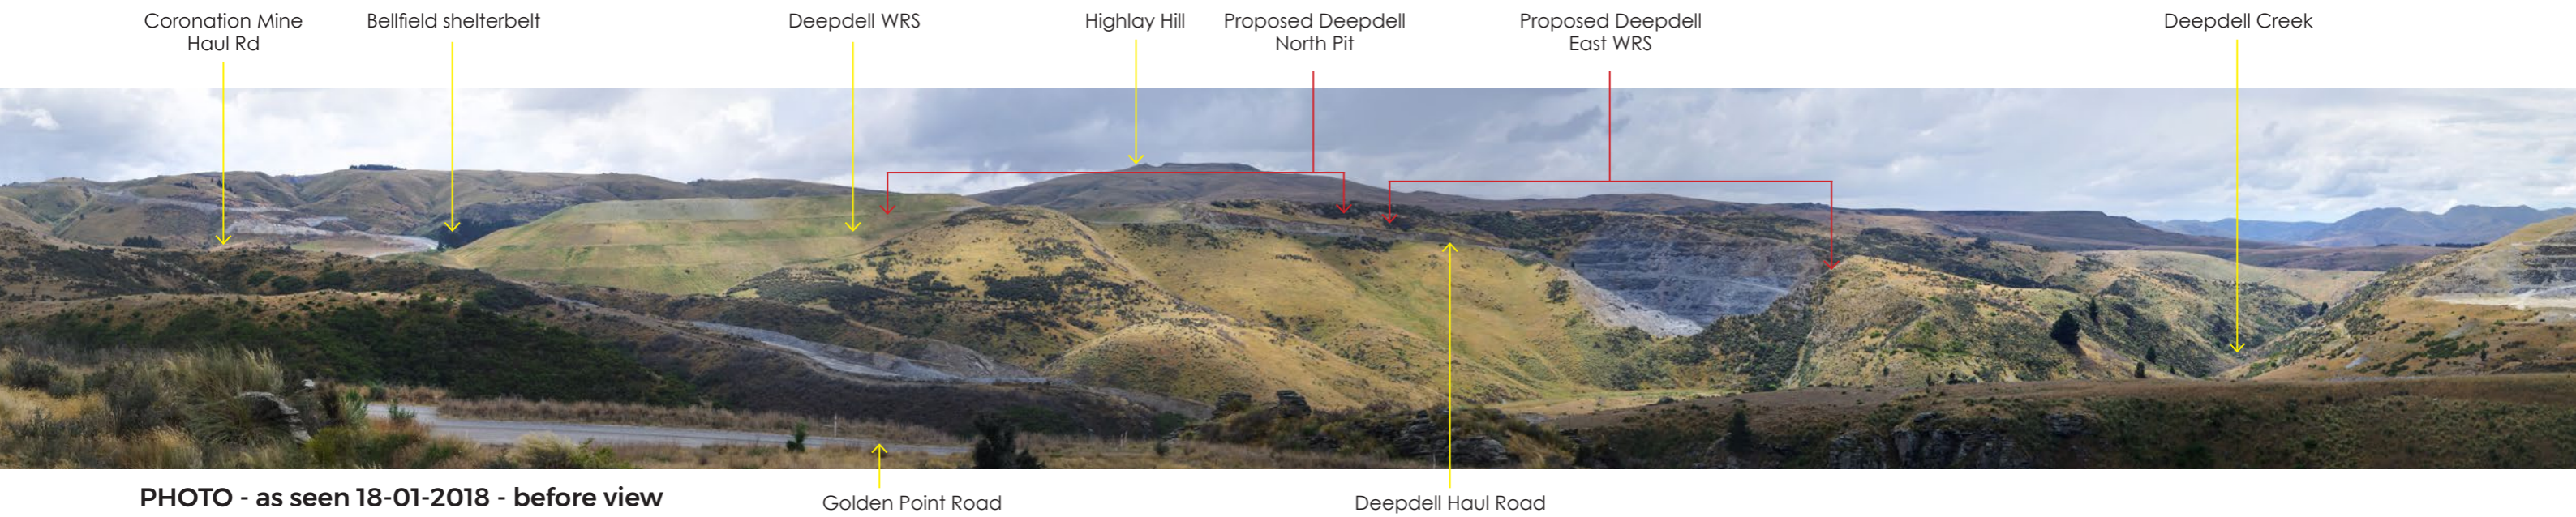 Coronation Mine
Haul Rd
Bellfield shelterbelt
Deepdell WRS
Highlay Hill
Proposed Deepdell
North Pit
Proposed Deepdell
East WRS
Deepdell Creek
PHOTO - as seen 18-01-2018 - before view
Golden Point Road
Deepdell Haul Road